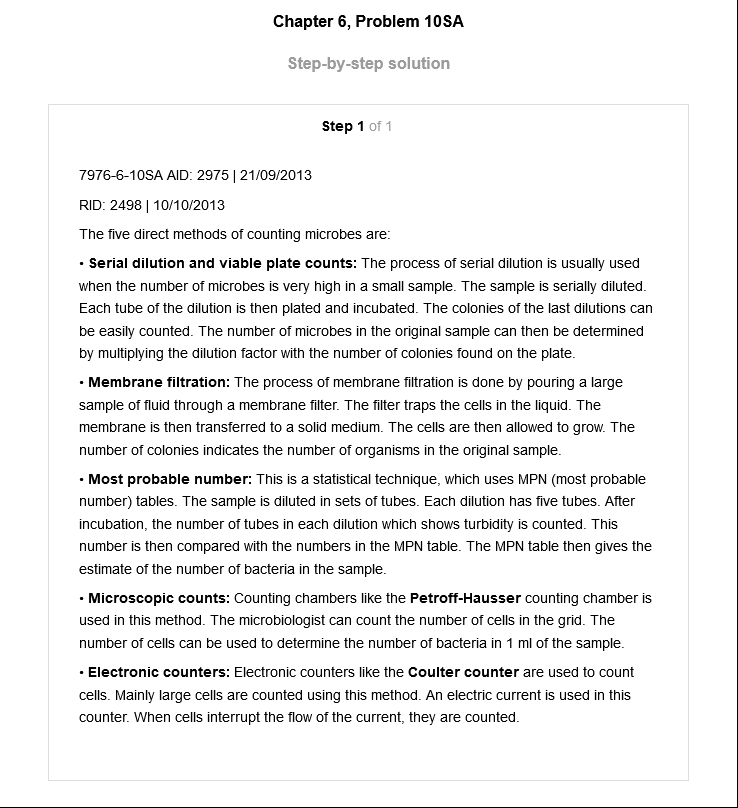 Chapter 6, Problem 10SA
Step-by-step solution
Step 1 of 1
7976-6-10SA AID: 2975 | 21/09/2013
RID: 2498 | 10/10/2013
The five direct methods of counting microbes are:
• Serial dilution and viable plate counts: The process of serial dilution is usually used
when the number of microbes is very high in a small sample. The sample is serially diluted.
Each tube of the dilution is then plated and incubated. The colonies of the last dilutions can
be easily counted. The number of microbes in the original sample can then be determined
by multiplying the dilution factor with the number of colonies found on the plate.
• Membrane filtration: The process of membrane filtration is done by pouring a large
sample of fluid through a membrane filter. The filter traps the cells in the liquid. The
membrane is then transferred to a solid medium. The cells are then allowed to grow. The
number of colonies indicates the number of organisms in the original sample.
• Most probable number: This is a statistical technique, which uses MPN (most probable
number) tables. The sample is diluted in sets of tubes. Each dilution has five tubes. After
incubation, the number of tubes in each dilution which shows turbidity is counted. This
number is then compared with the numbers in the MPN table. The MPN table then gives the
estimate of the number of bacteria in the sample.
• Microscopic counts: Counting chambers like the Petroff-Hausser counting chamber is
used in this method. The microbiologist can count the number of cells in the grid. The
number of cells can be used to determine the number of bacteria in 1 ml of the sample.
• Electronic counters: Electronic counters like the Coulter counter are used to count
cells. Mainly large cells are counted using this method. An electric current is used in this
counter. When cells interrupt the flow of the current, they are counted.